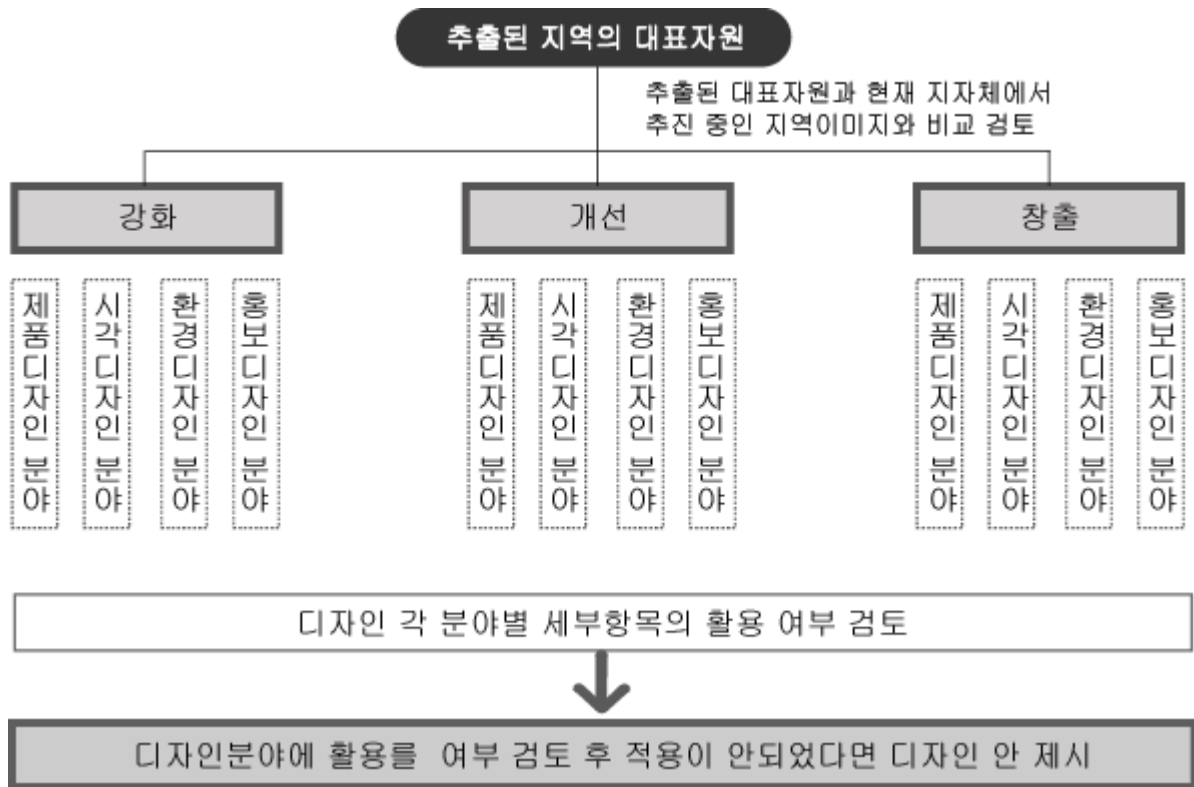 추출된 지역의 대표자원
추출된 대표자원과 현재 지자체에서
추진 중인 지역이미지와 비교 검토
강화
개선
창출
제품디자인 분야
시각디자인 분야
환경디자인 분야
홍보디자인 분야
제품디자인 분야
시각디자인 분야
환경디자인 분야
홍보디자인 분야
제품디자인 분야
시각디자인 분야
환경디자인 분야
홍보디자인 분야
디자인 각 분야별 세부항목의 활용 여부 검토
디자인분야에 활용를 여부 검토 후 적용이 안되었다면 디자인 안 제시